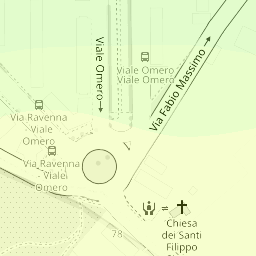 Viale Omero→
Viale Omero
Viale Omero
Via Fabio Massimo →
Via Ravenna
Viale
Omero
Via Ravenna
- Vialei
Omero
Chiesa
dei Santi
Filippo
78